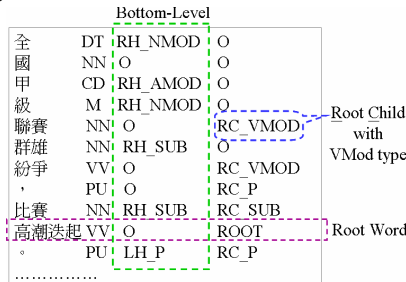 Bottom-Level
全 DT RH_NMOD O
國 NN O O
甲 CD RH_AMOD O
級 M RH_NMOD O
聯賽 NN O RC_VMOD
Root Child
with
VMod type
群雄 NN RH_SUB O
紛爭 VV O RC_VMOD
, PU O RC_P
比賽 NN RH_SUB RC_SUB
高潮迭起 VV O ROOT Root Word
。 PU LH_P RC_P
……………